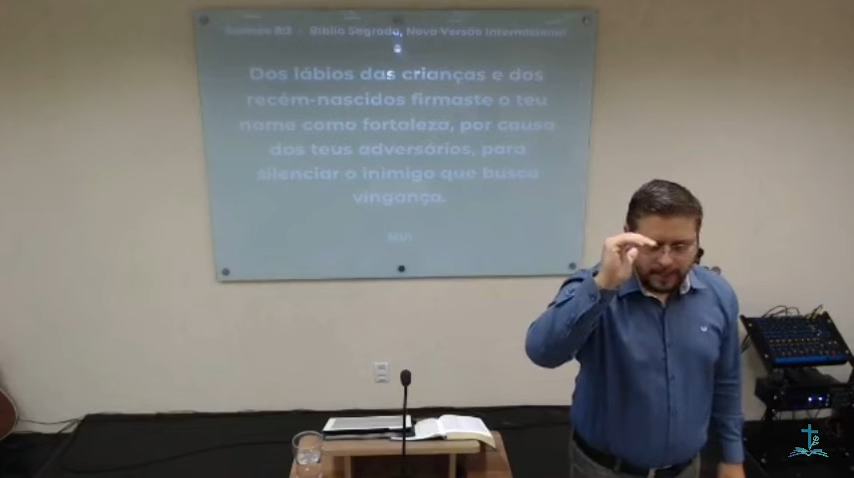 Salmos 8:2 - Bíblia Sagrada, Nova Versão Internacional
Dos lábios das crianças e dos
recém-nascidos firmaste o teu
nome como fortaleza, por causa
dos teus adversários, para
silenciar o inimigo que busca
vingança.